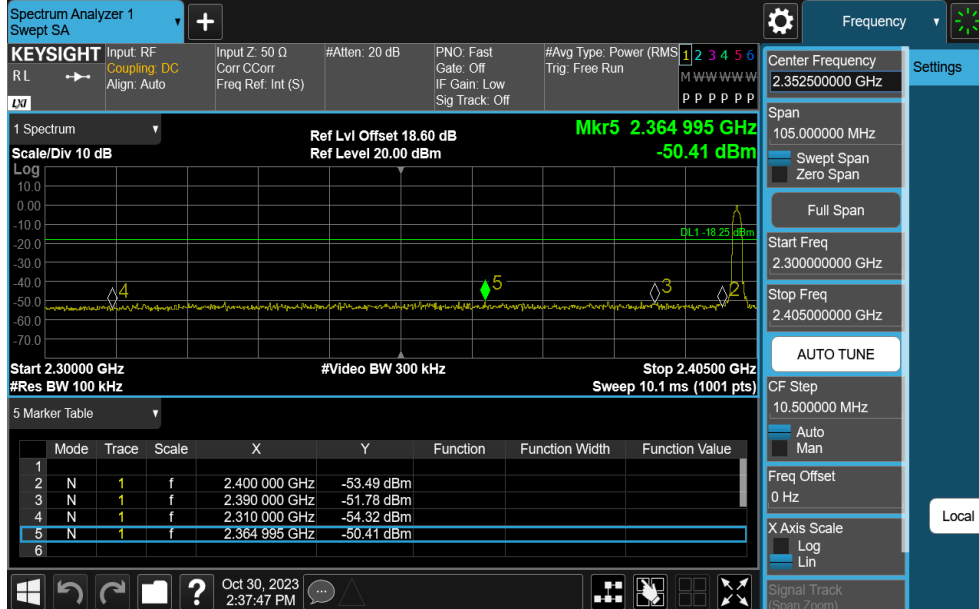 Spectrum Analyzer 1
Swept SA
Frequency
KEYSIGHT
R L
LXI
Input: RF
Coupling: DC
Align: Auto
Input Z: 50 Ω
Corr CCorr
Freq Ref: Int (S)
#Atten: 20 dB
PNO: Fast
Gate: Off
IF Gain: Low
Sig Track: Off
#Avg Type: Power (RMS
Trig: Free Run
1 2 3 4 5 6
M W W W W W
P P P P P P
1 Spectrum
Scale/Div 10 dB
Ref Lvl Offset 18.60 dB
Ref Level 20.00 dBm
Mkr5 2.364 995 GHz
-50.41 dBm
Log
10.0
0.00
-10.0
-20.0
-30.0
-40.0
-50.0
-60.0
-70.0
DL1 -18.25 dBm
4
5
3
2
Start 2.30000 GHz
#Res BW 100 kHz
#Video BW 300 kHz
Stop 2.40500 GHz
Sweep 10.1 ms (1001 pts)
5 Marker Table
Mode Trace Scale X Y Function Function Width Function Value
1
2 N 1 f 2.400 000 GHz -53.49 dBm
3 N 1 f 2.390 000 GHz -51.78 dBm
4 N 1 f 2.310 000 GHz -54.32 dBm
5 N 1 f 2.364 995 GHz -50.41 dBm
6
?
Oct 30, 2023
2:37:47 PM
Center Frequency
2.352500000 GHz
Span
105.000000 MHz
Swept Span
Zero Span
Full Span
Start Freq
2.300000000 GHz
Stop Freq
2.405000000 GHz
AUTO TUNE
CF Step
10.500000 MHz
Auto
Man
Freq Offset
0 Hz
X Axis Scale
Log
Lin
Signal Track
(Span Zoom)
Settings
Local